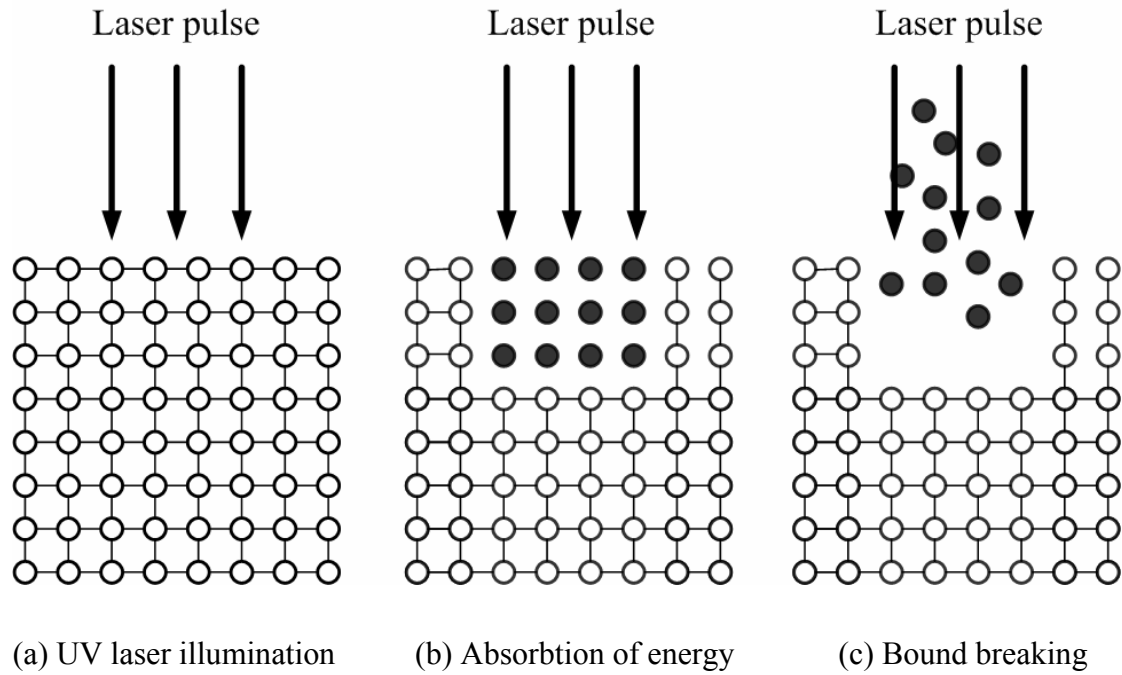 Laser pulse
Laser pulse
Laser pulse
(a) UV laser illumination
(b) Absorbtion of energy
(c) Bound breaking